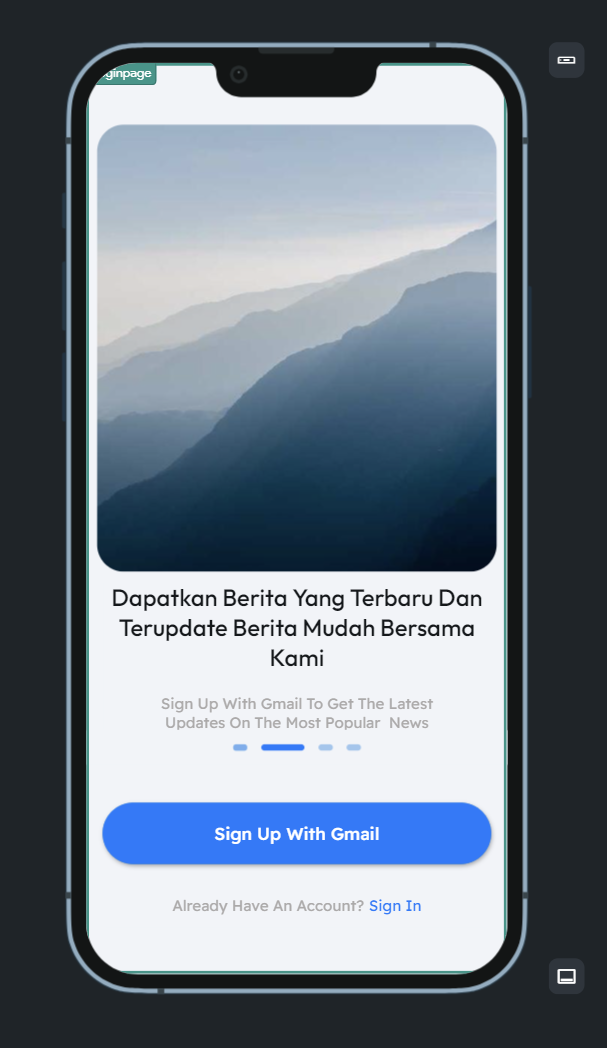 ginpage
Dapatkan Berita Yang Terbaru Dan
Terupdate Berita Mudah Bersama
Kami
Sign Up With Gmail To Get The Latest
Updates On The Most Popular  News
Sign Up With Gmail
Already Have An Account? Sign In